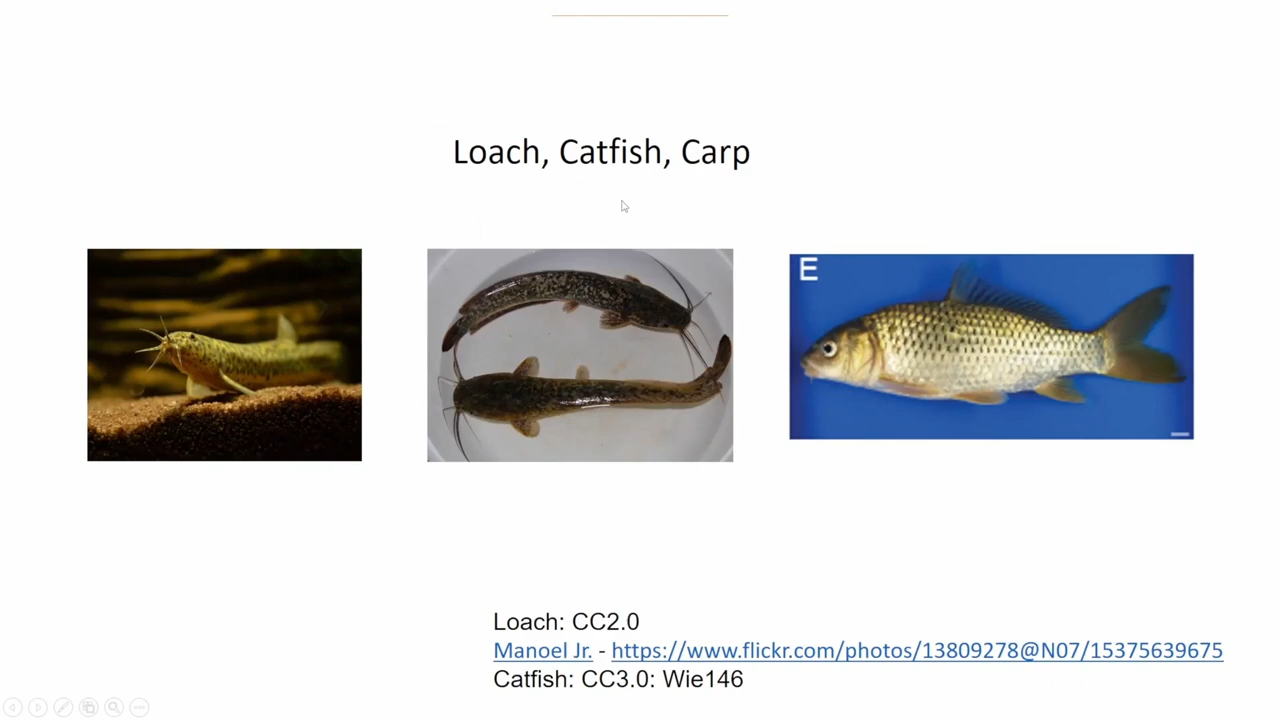 Loach, Catfish, Carp
E
Loach: CC2.0
Manoel Jr. - https://www.flickr.com/photos/13809278@N07/15375639675
Catfish: CC3.0: Wie146